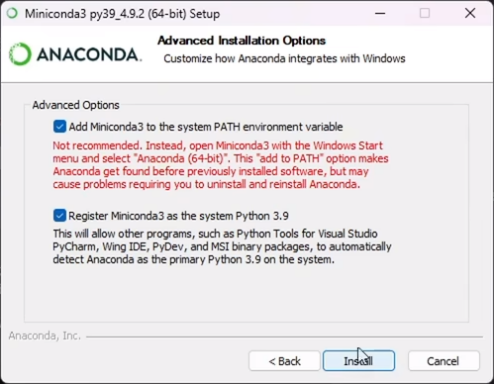 Miniconda3 py39_4.9.2 (64-bit) Setup
ANACONDA.
Advanced Installation Options
Customize how Anaconda integrates with Windows
Advanced Options
Add Miniconda3 to the system PATH environment variable
Not recommended. Instead, open Miniconda3 with the Windows Start
menu and select "Anaconda (64-bit)". This "add to PATH" option makes
Anaconda get found before previously installed software, but may
cause problems requiring you to uninstall and reinstall Anaconda.
Register Miniconda3 as the system Python 3.9
This will allow other programs, such as Python Tools for Visual Studio
PyCharm, Wing IDE, PyDev, and MSI binary packages, to automatically
detect Anaconda as the primary Python 3.9 on the system.
Anaconda, Inc.
< Back
Install
Cancel